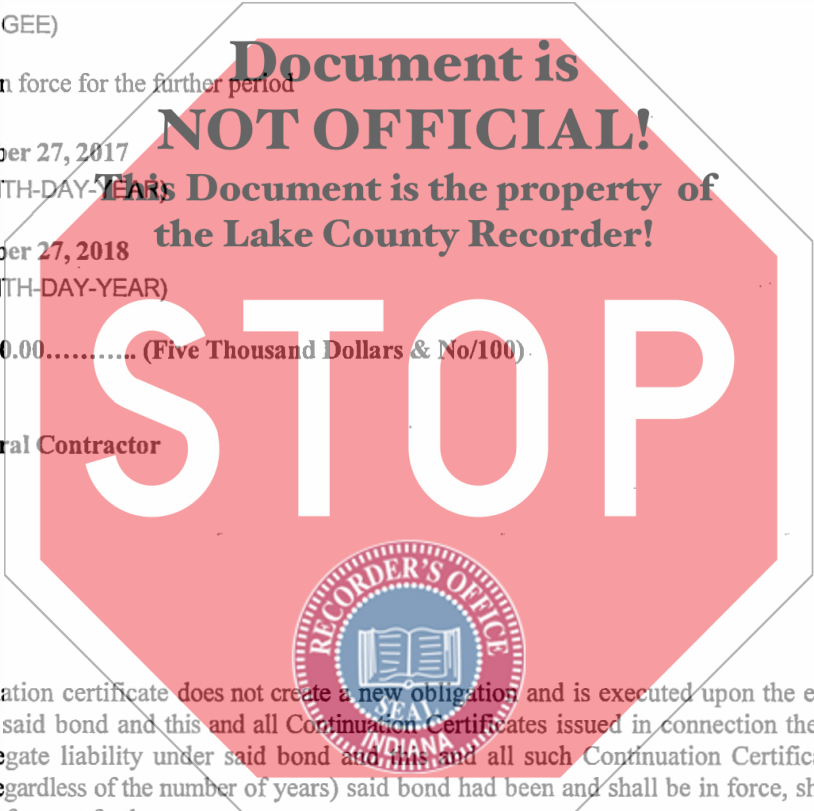 GEE)
Document is
n force for the further period
NOT OFFICIAL!
ber 27, 2017
TH-DAY-YEAR)
This Document is the property of
the Lake County Recorder!
ber 27, 2018
TH-DAY-YEAR)
STOP
0.00........... (Five Thousand Dollars & No/100)
ral Contractor
RECORDER'S OFFICE
SEAL
INDIANA
ation certificate does not create a new obligation and is executed upon the e
said bond and this and all Continuation Certificates issued in connection the
egate liability under said bond and this and all such Continuation Certifica
egardless of the number of years) said bond had been and shall be in force, sh